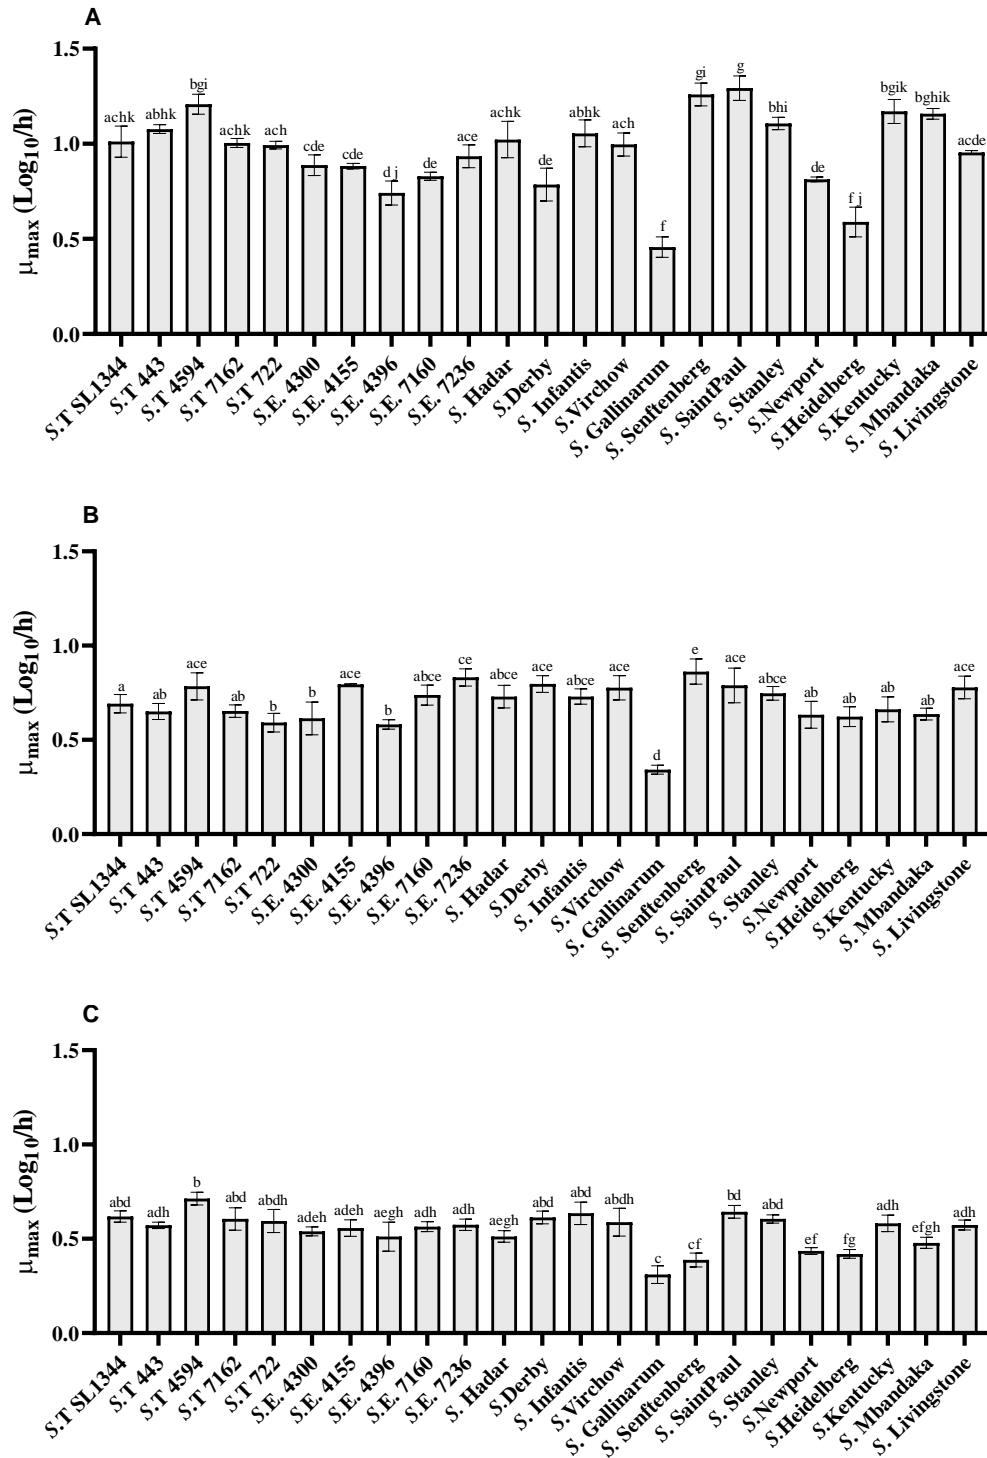 A
1.5
1.0
0.5
0.0
μmax (Log10/h)
achk abhk bgi achk ach cde cde d j de ace achk de abhk ach f gi g bhi de f j bgik bghik acde
S.T SL1344 S.T 443 S.T 4594 S.T 7162 S.T 722 S.E. 4300 S.E. 4155 S.E. 4396 S.E. 7160 S.E. 7236 S. Hadar S.Derby S. Infantis S.Virchow S. Gallinarum S. Senftenberg S. SaintPaul S. Stanley S.Newport S.Heidelberg S.Kentucky S. Mbandaka S. Livingstone
B
1.5
1.0
0.5
0.0
μmax (Log10/h)
a ab ace ab b b ace b abce ce abce ace abce ace d e ace abce ab ab ab ab ace
S.T SL1344 S.T 443 S.T 4594 S.T 7162 S.T 722 S.E. 4300 S.E. 4155 S.E. 4396 S.E. 7160 S.E. 7236 S. Hadar S.Derby S. Infantis S.Virchow S. Gallinarum S. Senftenberg S. SaintPaul S. Stanley S.Newport S.Heidelberg S.Kentucky S. Mbandaka S. Livingstone
C
1.5
1.0
0.5
0.0
μmax (Log10/h)
abd adh b abd abdh adeh adeh aegh adh adh aegh abd abd abdh c cf bd abd ef fg adh efgh adh
S.T SL1344 S.T 443 S.T 4594 S.T 7162 S.T 722 S.E. 4300 S.E. 4155 S.E. 4396 S.E. 7160 S.E. 7236 S. Hadar S.Derby S. Infantis S.Virchow S. Gallinarum S. Senftenberg S. SaintPaul S. Stanley S.Newport S.Heidelberg S.Kentucky S. Mbandaka S. Livingstone